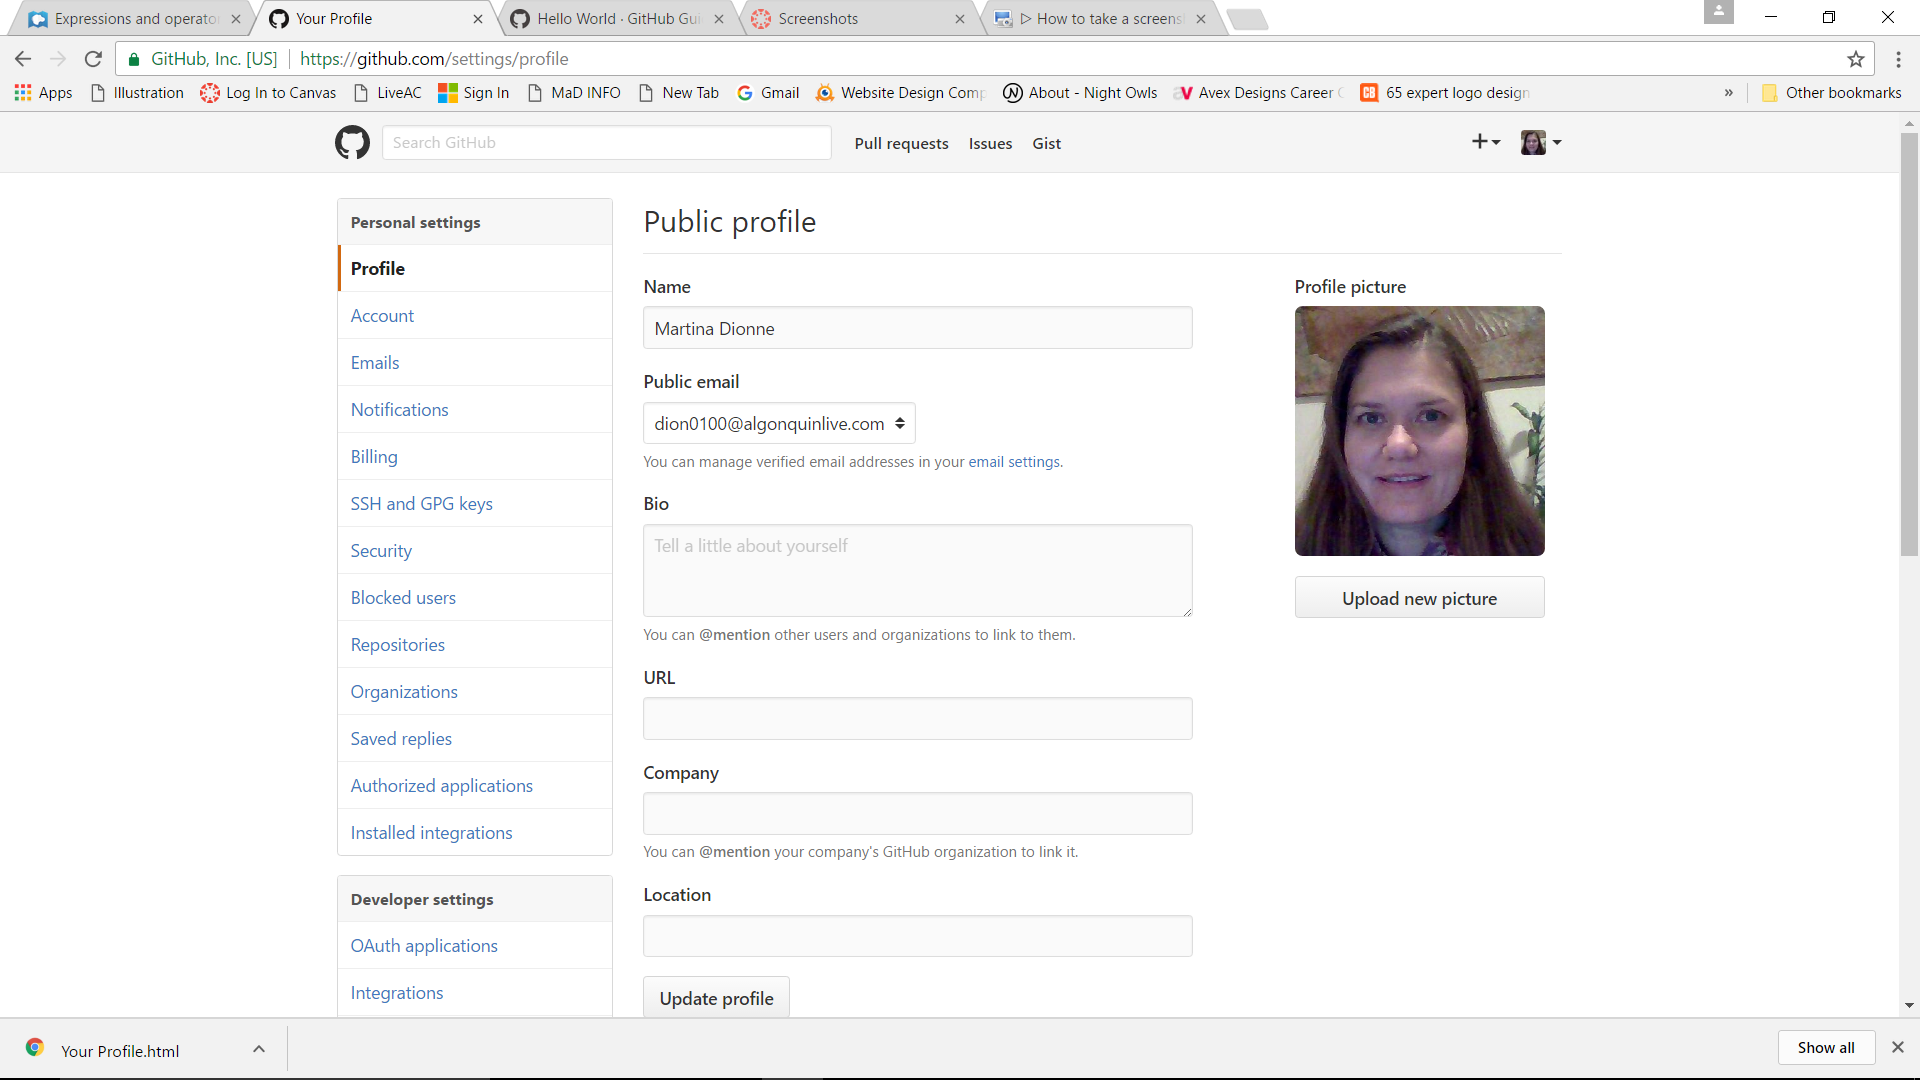 Expressions and operato
Your Profile
Hello World · GitHub Gui
Screenshots
▷ How to take a screens
GitHub, Inc. [US]
https://github.com/settings/profile
Apps
Illustration
Log In to Canvas
LiveAC
Sign In
MaD INFO
New Tab
Gmail
Website Design Comp
About - Night Owls
Avex Designs Career
65 expert logo design
»
Other bookmarks
Search GitHub
Pull requests
Issues
Gist
Personal settings
Profile
Account
Emails
Notifications
Billing
SSH and GPG keys
Security
Blocked users
Repositories
Organizations
Saved replies
Authorized applications
Installed integrations
Developer settings
OAuth applications
Integrations
Public profile
Name
Martina Dionne
Public email
dion0100@algonquinlive.com
You can manage verified email addresses in your email settings.
Bio
Tell a little about yourself
You can @mention other users and organizations to link to them.
URL
Company
You can @mention your company's GitHub organization to link it.
Location
Update profile
Profile picture
Upload new picture
Your Profile.html
Show all